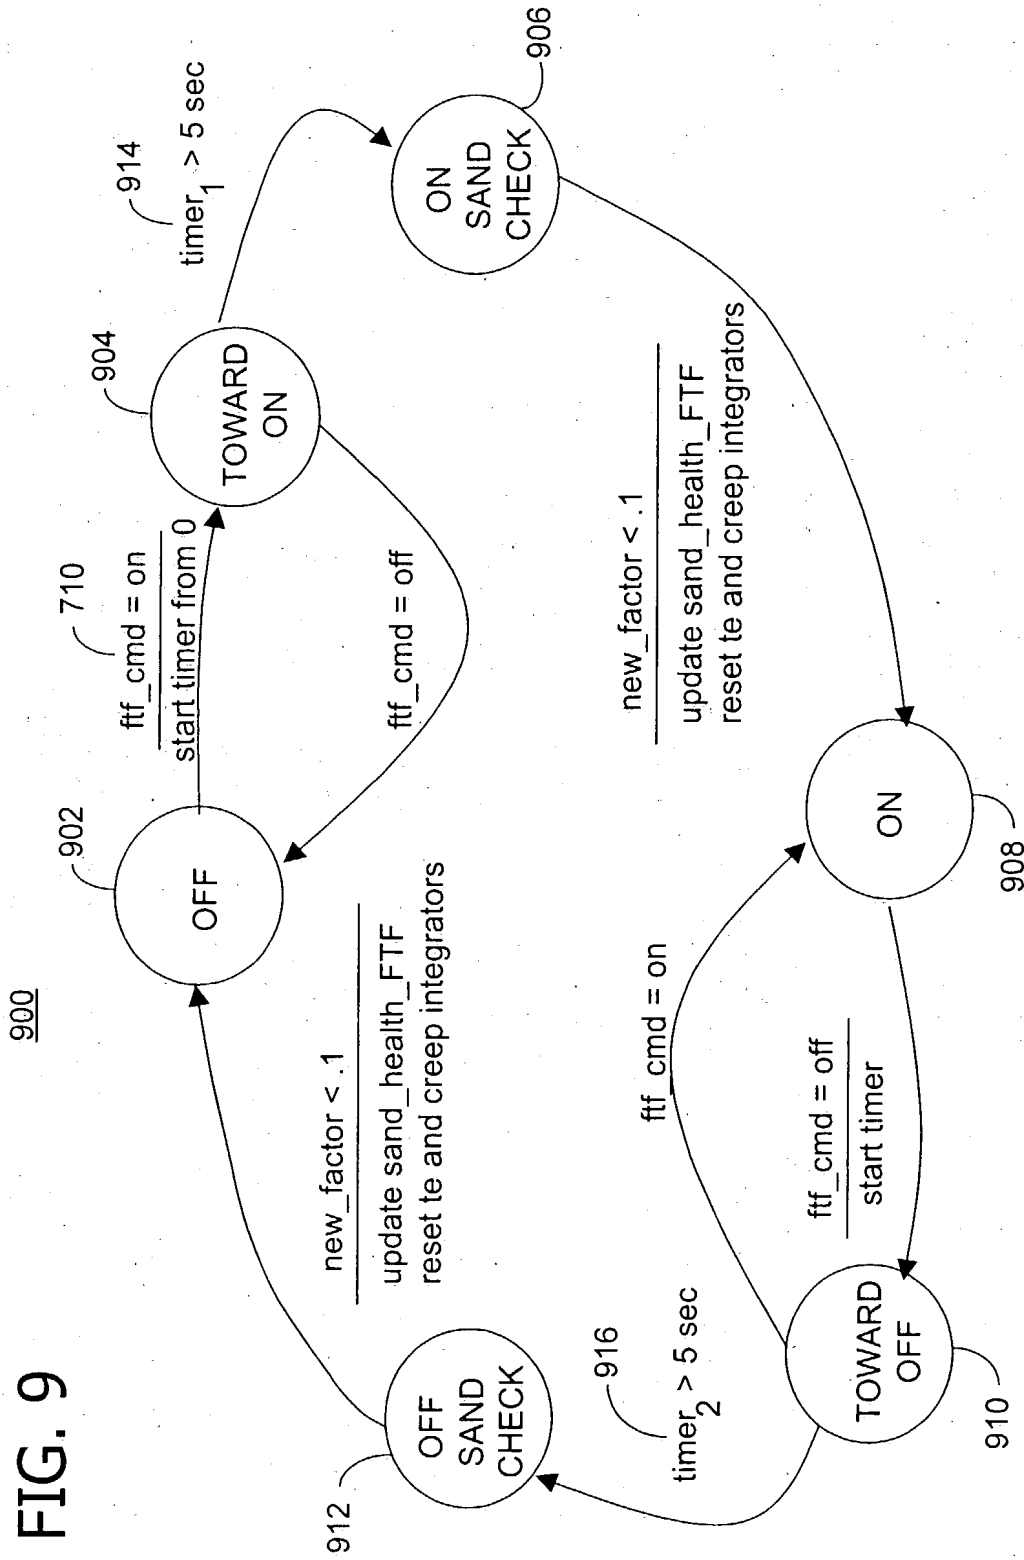 FIG. 9
900
902
OFF
710
ftf_cmd = on
start timer from 0
904
TOWARD
ON
914
timer1 > 5 sec
906
ON
SAND
CHECK
ftf_cmd = off
new_factor < .1
update sand_health_FTF
reset te and creep integrators
new_factor < .1
update sand_health_FTF
reset te and creep integrators
912
OFF
SAND
CHECK
916
timer2 > 5 sec
ftf_cmd = on
ON
908
ftf_cmd = off
start timer
TOWARD
OFF
910